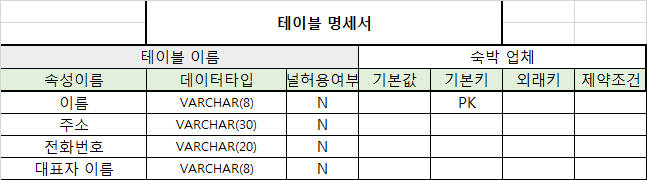 테이블 명세서
테이블 이름 숙박 업체
속성이름 데이터타입 널허용여부 기본값 기본키 외래키 제약조건
이름 VARCHAR(8) N PK
주소 VARCHAR(30) N
전화번호 VARCHAR(20) N
대표자 이름 VARCHAR(8) N